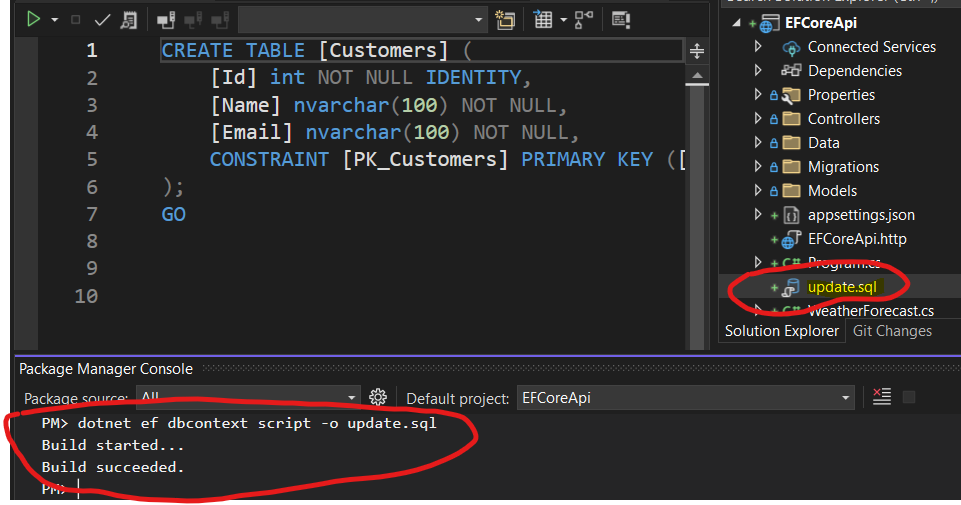 1 CREATE TABLE [Customers] (
2 [Id] int NOT NULL IDENTITY,
3 [Name] nvarchar(100) NOT NULL,
4 [Email] nvarchar(100) NOT NULL,
5 CONSTRAINT [PK_Customers] PRIMARY KEY ([
6 );
7 GO
8
9
10
EFCoreApi
Connected Services
Dependencies
Properties
Controllers
Data
Migrations
Models
appsettings.json
EFCoreApi.http
Program.cs
update.sql
WeatherForecast.cs
Solution Explorer Git Changes
Package Manager Console
Package source: All Default project: EFCoreApi
PM> dotnet ef dbcontext script -o update.sql
Build started...
Build succeeded.
PM>